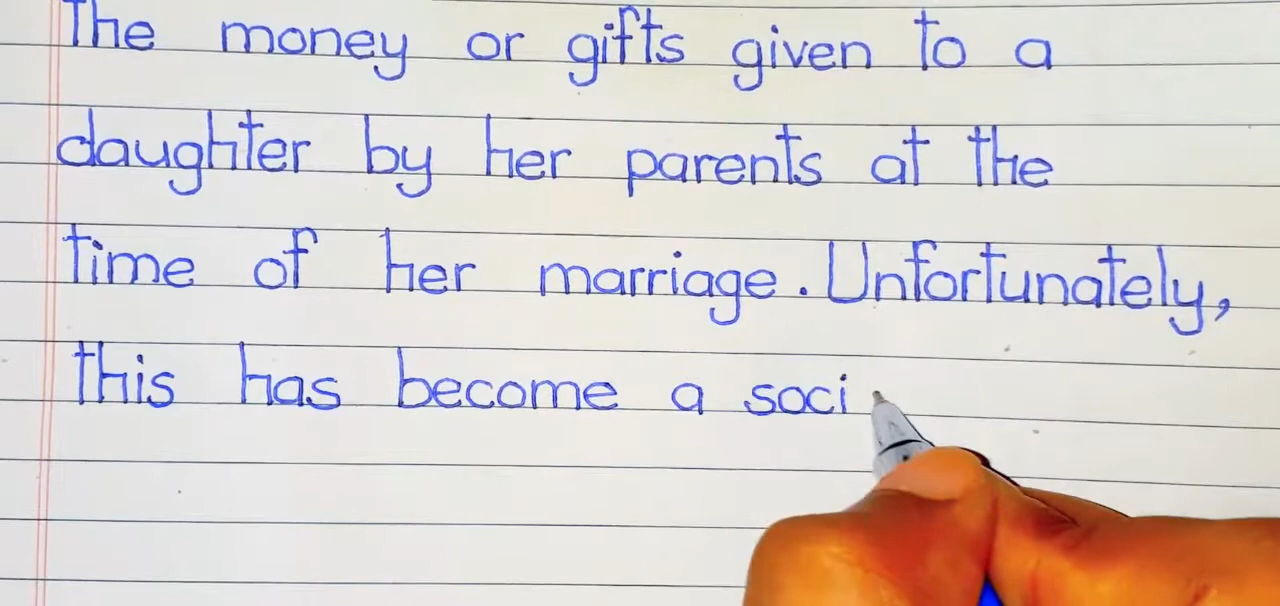 The money or gifts given to a
daughter by her parents at the
time of her marriage. Unfortunately,
this has become a soci